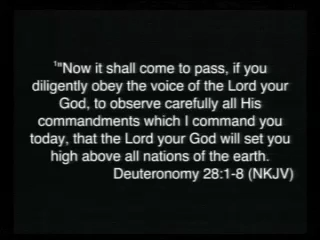 ¹"Now it shall come to pass, if you
diligently obey the voice of the Lord your
God, to observe carefully all His
commandments which I command you
today, that the Lord your God will set you
high above all nations of the earth.
Deuteronomy 28:1-8 (NKJV)